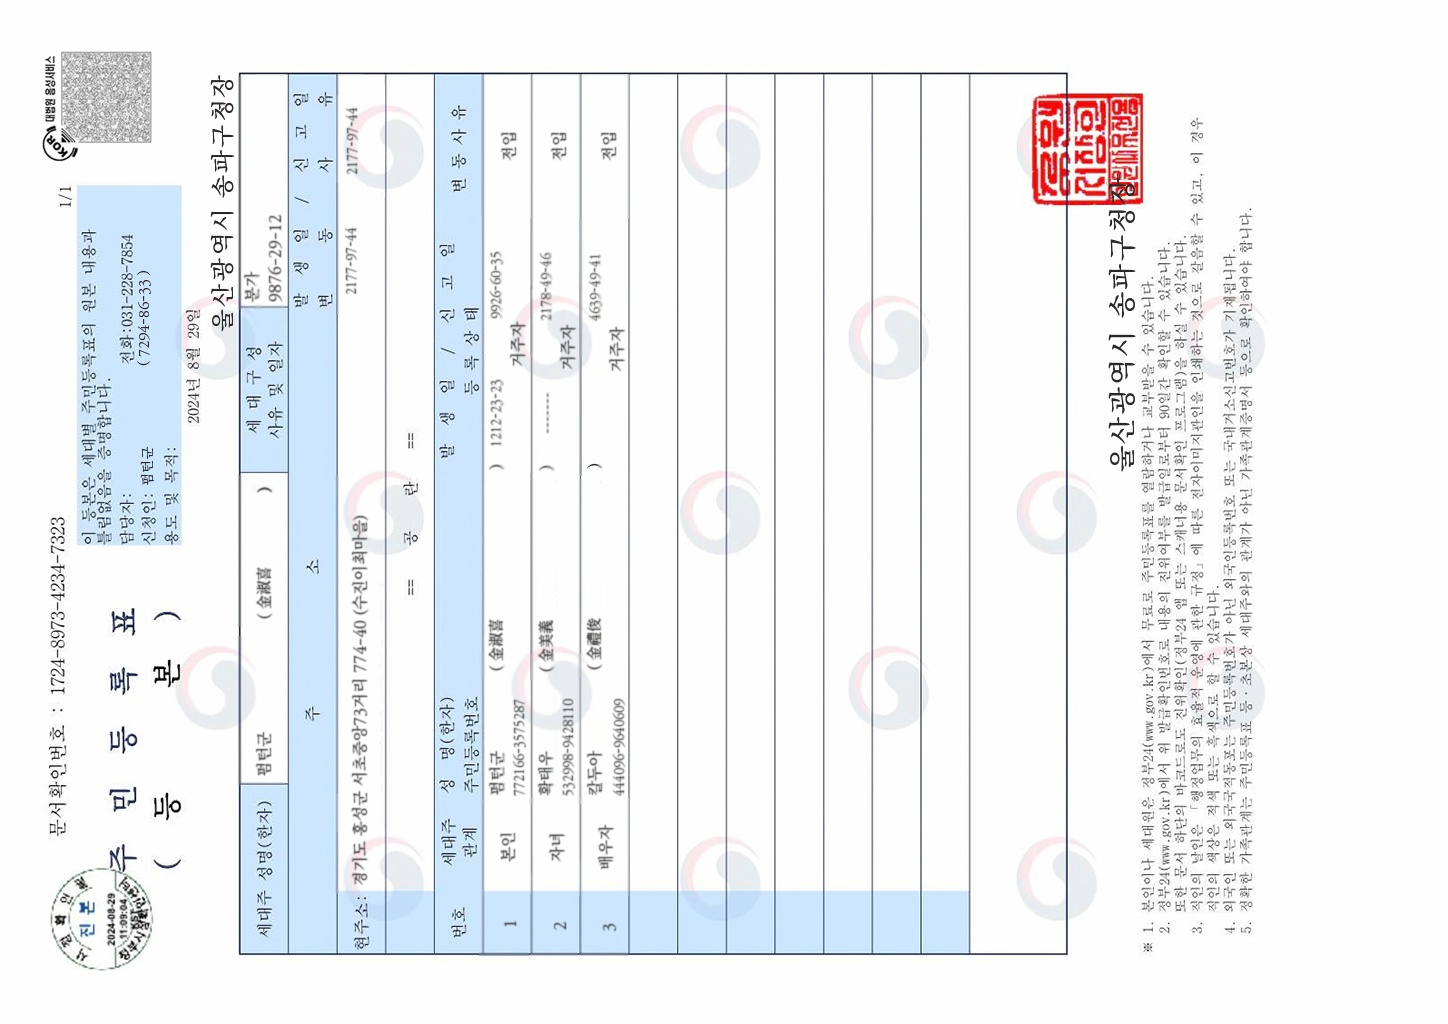 문서확인번호 : 1724-8973-4234-7323
1/1
대법원 음성서비스
주 민 등 록 표
( 등 본 )
이 등본은 세대별 주민등록표의 원본 내용과
틀림없음을 증명합니다.
담당자: 전화:031-228-7854
신청인: 펌턴군 (7294-86-33)
용도 및 목적:
2024년 8월 29일
울산광역시 송파구청장
진본
2024-08-29
11:09:04
세대주 성명(한자)
펌턴군 ( 金淑喜 )
세 대 구 성
사유 및 일자
분가
9876-29-12
주 소
발 생 일 / 신 고 일
변 동 사 유
현주소: 경기도 홍성군 서초중앙73거리 774-40 (수진이최마을) 2177-97-44 2177-97-44
== 공 란 ==
번호
세대주
관계
성 명(한자)
주민등록번호
발 생 일 / 신 고 일
등 록 상 태
변 동 사 유
1 본인 펌턴군 ( 金淑喜 ) 1212-23-23 9926-60-35 전입
772166-3575287 거주자
2 자녀 확태우 ( 金美義 ) ------- 2178-49-46 전입
532998-9428110 거주자
3 배우자 칼두아 ( 金禮俊 ) 4639-49-41 전입
444096-9640609 거주자
울산광역시 송파구청장
※ 1. 본인이나 세대원은 정부24(www.gov.kr)에서 무료로 주민등록표를 열람하거나 교부받을 수 있습니다.
2. 정부24(www.gov.kr)에서 위 발급확인번호로 내용의 진위여부를 발급일로부터 90일간 확인할 수 있습니다.
또한 문서 하단의 바코드로도 진위확인(정부24 앱 또는 스캐너용 문서확인 프로그램)을 하실 수 있습니다.
3. 직인의 날인은 「행정업무의 효율적 운영에 관한 규정」에 따른 전자이미지관인을 인쇄하는 것으로 갈음할 수 있고, 이 경우
직인의 색상은 적색 또는 흑색으로 할 수 있습니다.
4. 외국인 또는 외국국적동포는 주민등록번호가 아닌 외국인등록번호 또는 국내거소신고번호가 기재됩니다.
5. 정확한 가족관계는 주민등록표 등·초본상 세대주와의 관계가 아닌 가족관계증명서 등으로 확인하여야 합니다.